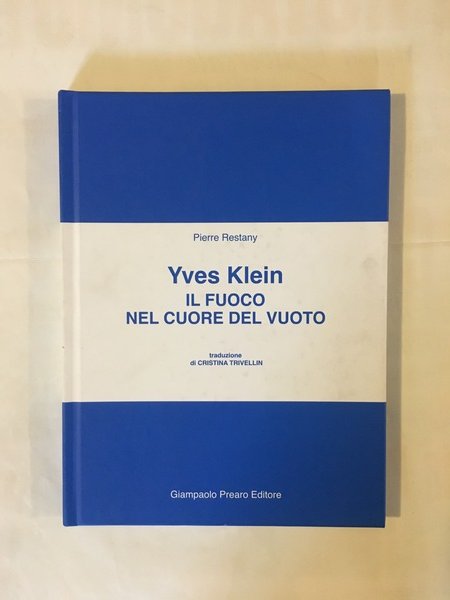 Pierre Restany
Yves Klein
IL FUOCO
NEL CUORE DEL VUOTO
traduzione
di CRISTINA TRIVELLIN
Giampaolo Prearo Editore